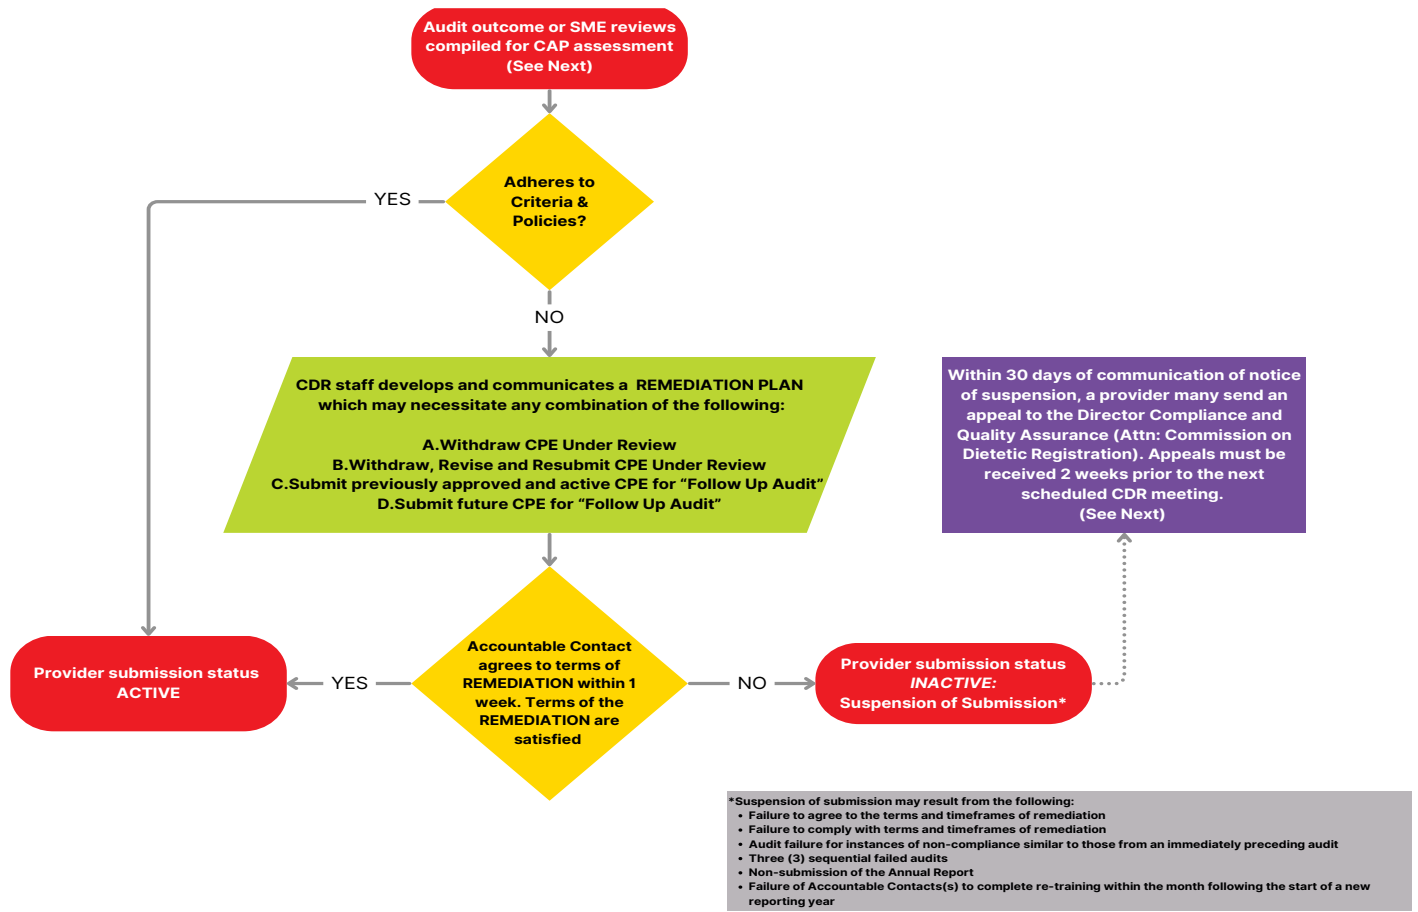 Audit outcome or SME reviews
compiled for CAP assessment
(See Next)
Adheres to
Criteria &
Policies?
YES
NO
CDR staff develops and communicates a REMEDIATION PLAN
which may necessitate any combination of the following:
A.Withdraw CPE Under Review
B.Withdraw, Revise and Resubmit CPE Under Review
C.Submit previously approved and active CPE for “Follow Up Audit”
D.Submit future CPE for “Follow Up Audit”
Within 30 days of communication of notice
of suspension, a provider many send an
appeal to the Director Compliance and
Quality Assurance (Attn: Commission on
Dietetic Registration). Appeals must be
received 2 weeks prior to the next
scheduled CDR meeting.
(See Next)
Provider submission status
ACTIVE
YES
Accountable Contact
agrees to terms of
REMEDIATION within 1
week. Terms of the
REMEDIATION are
satisfied
NO
Provider submission status
INACTIVE:
Suspension of Submission*
*Suspension of submission may result from the following:
• Failure to agree to the terms and timeframes of remediation
• Failure to comply with terms and timeframes of remediation
• Audit failure for instances of non-compliance similar to those from an immediately preceding audit
• Three (3) sequential failed audits
• Non-submission of the Annual Report
• Failure of Accountable Contacts(s) to complete re-training within the month following the start of a new
reporting year